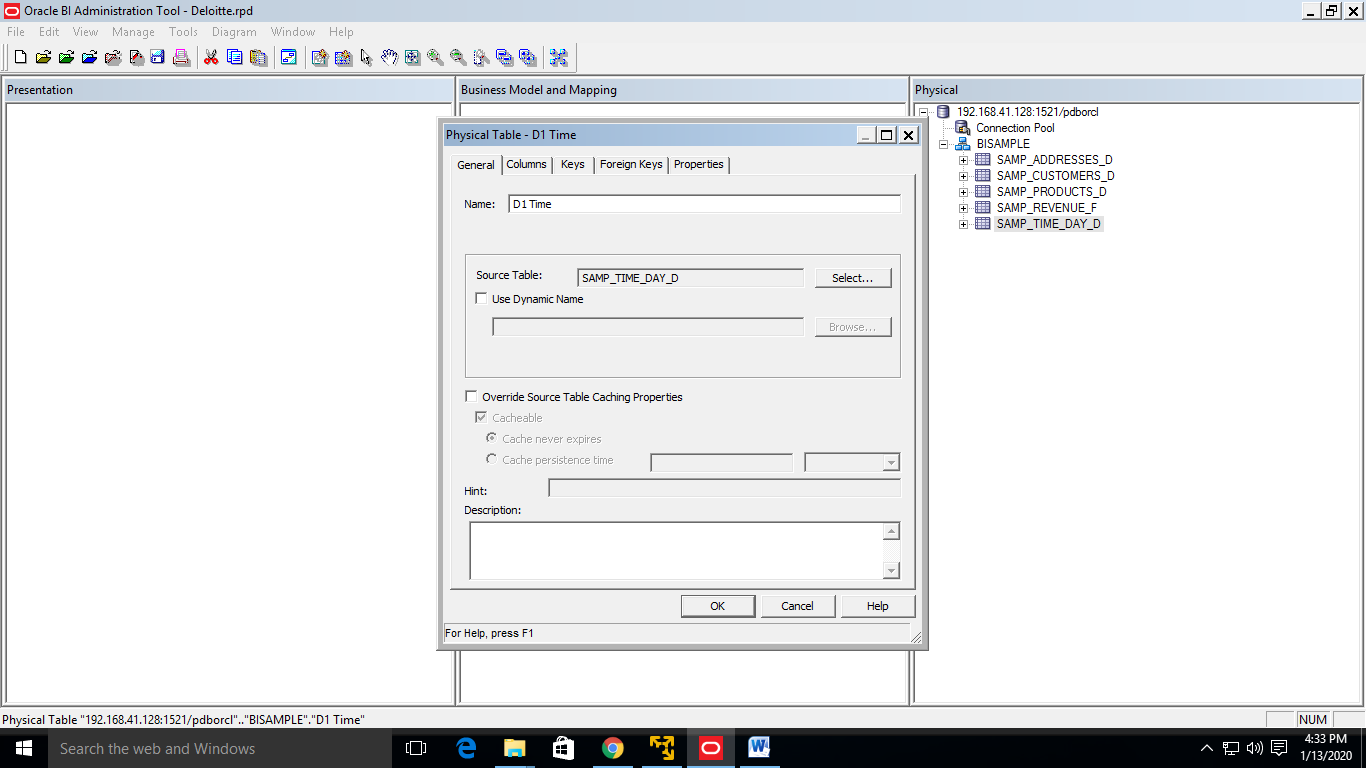 Oracle BI Administration Tool - Deloitte.rpd
File Edit View Manage Tools Diagram Window Help
Presentation
Business Model and Mapping
Physical
192.168.41.128:1521/pdborcl
Connection Pool
BISAMPLE
SAMP_ADDRESSES_D
SAMP_CUSTOMERS_D
SAMP_PRODUCTS_D
SAMP_REVENUE_F
SAMP_TIME_DAY_D
Physical Table - D1 Time
General Columns Keys Foreign Keys Properties
Name: D1 Time
Source Table: SAMP_TIME_DAY_D Select...
Use Dynamic Name
Browse...
Override Source Table Caching Properties
Cacheable
Cache never expires
Cache persistence time
Hint:
Description:
OK Cancel Help
For Help, press F1
Physical Table "192.168.41.128:1521/pdborcl".."BISAMPLE"."D1 Time"
NUM
Search the web and Windows
4:33 PM
1/13/2020